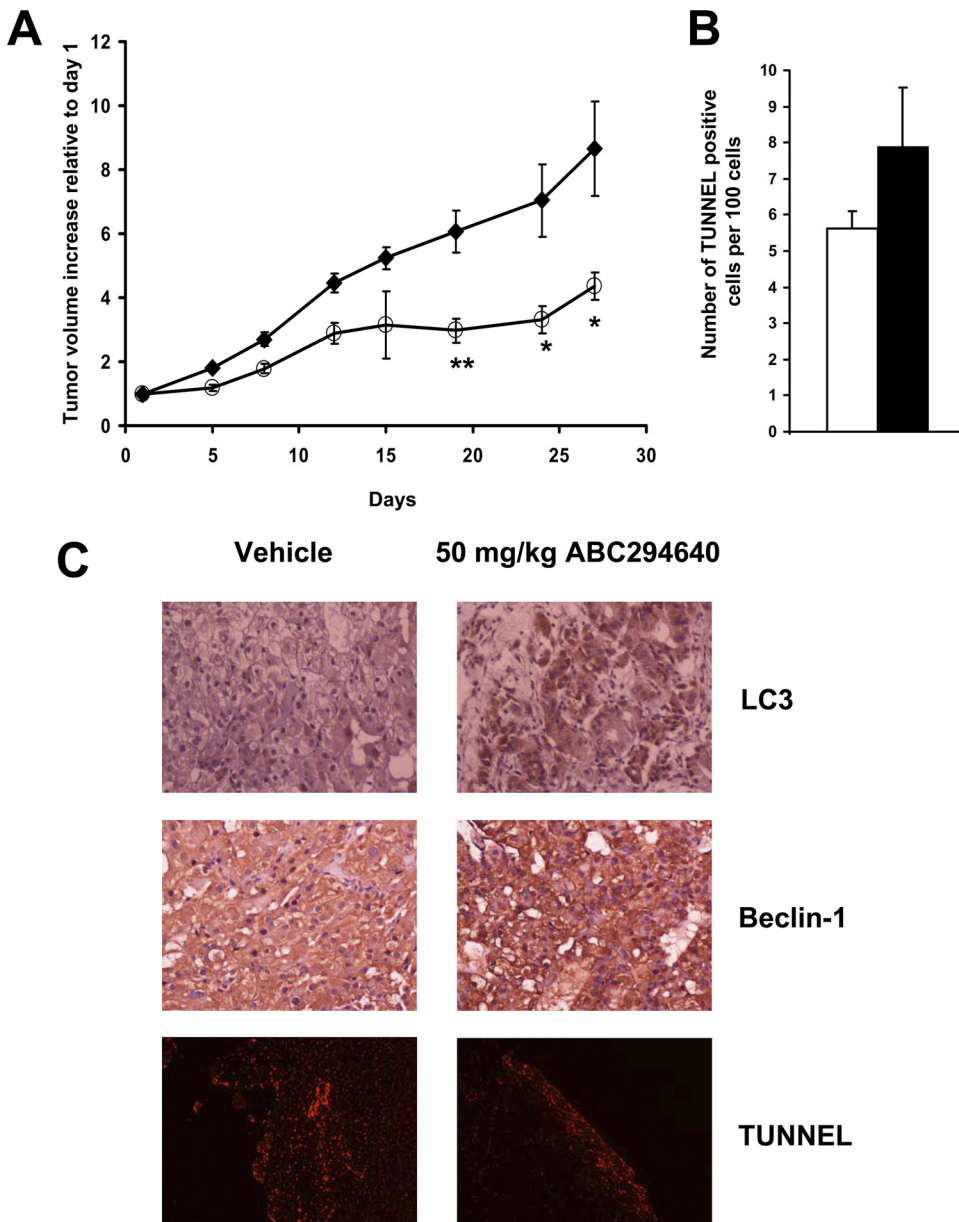 A
Tumor volume increase relative to day 1
12
10
8
6
4
2
0
0 5 10 15 20 25 30
Days
**
*
*
B
Number of TUNNEL positive
cells per 100 cells
10
9
8
7
6
5
4
3
2
1
0
C
Vehicle
50 mg/kg ABC294640
LC3
Beclin-1
TUNNEL